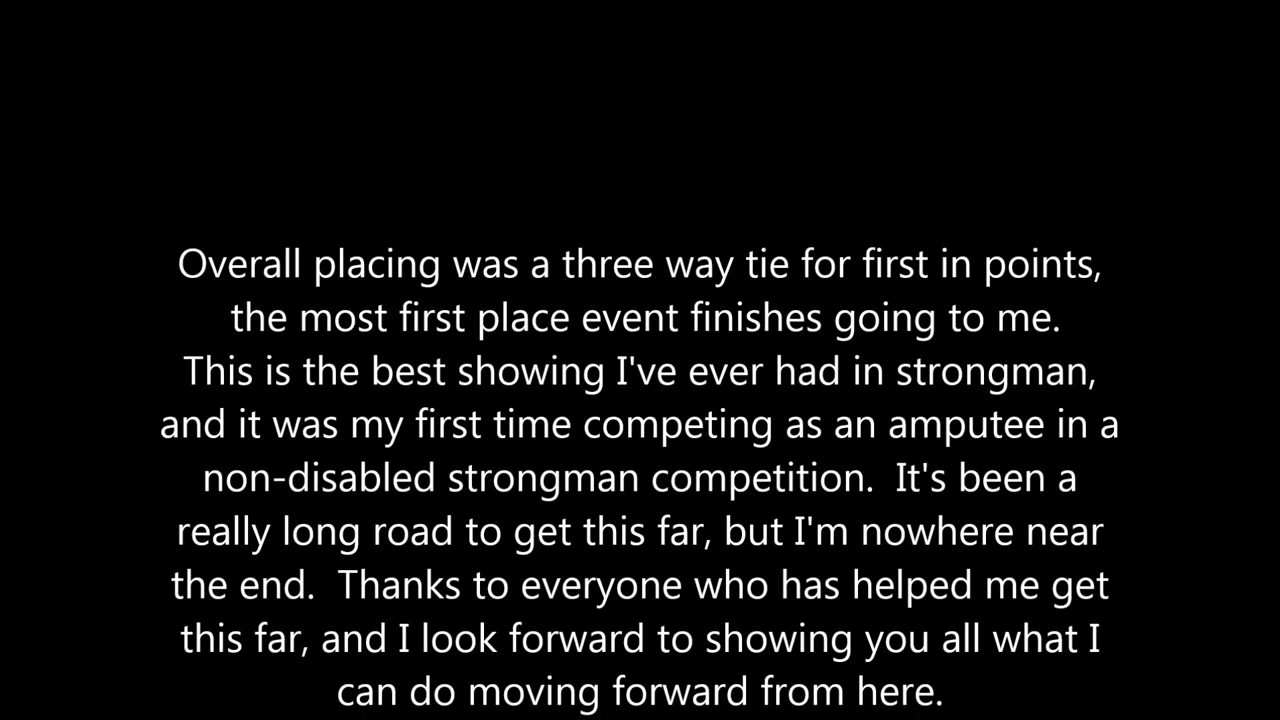 Overall placing was a three way tie for first in points,
the most first place event finishes going to me.
This is the best showing I've ever had in strongman,
and it was my first time competing as an amputee in a
non-disabled strongman competition.  It's been a
really long road to get this far, but I'm nowhere near
the end.  Thanks to everyone who has helped me get
this far, and I look forward to showing you all what I
can do moving forward from here.